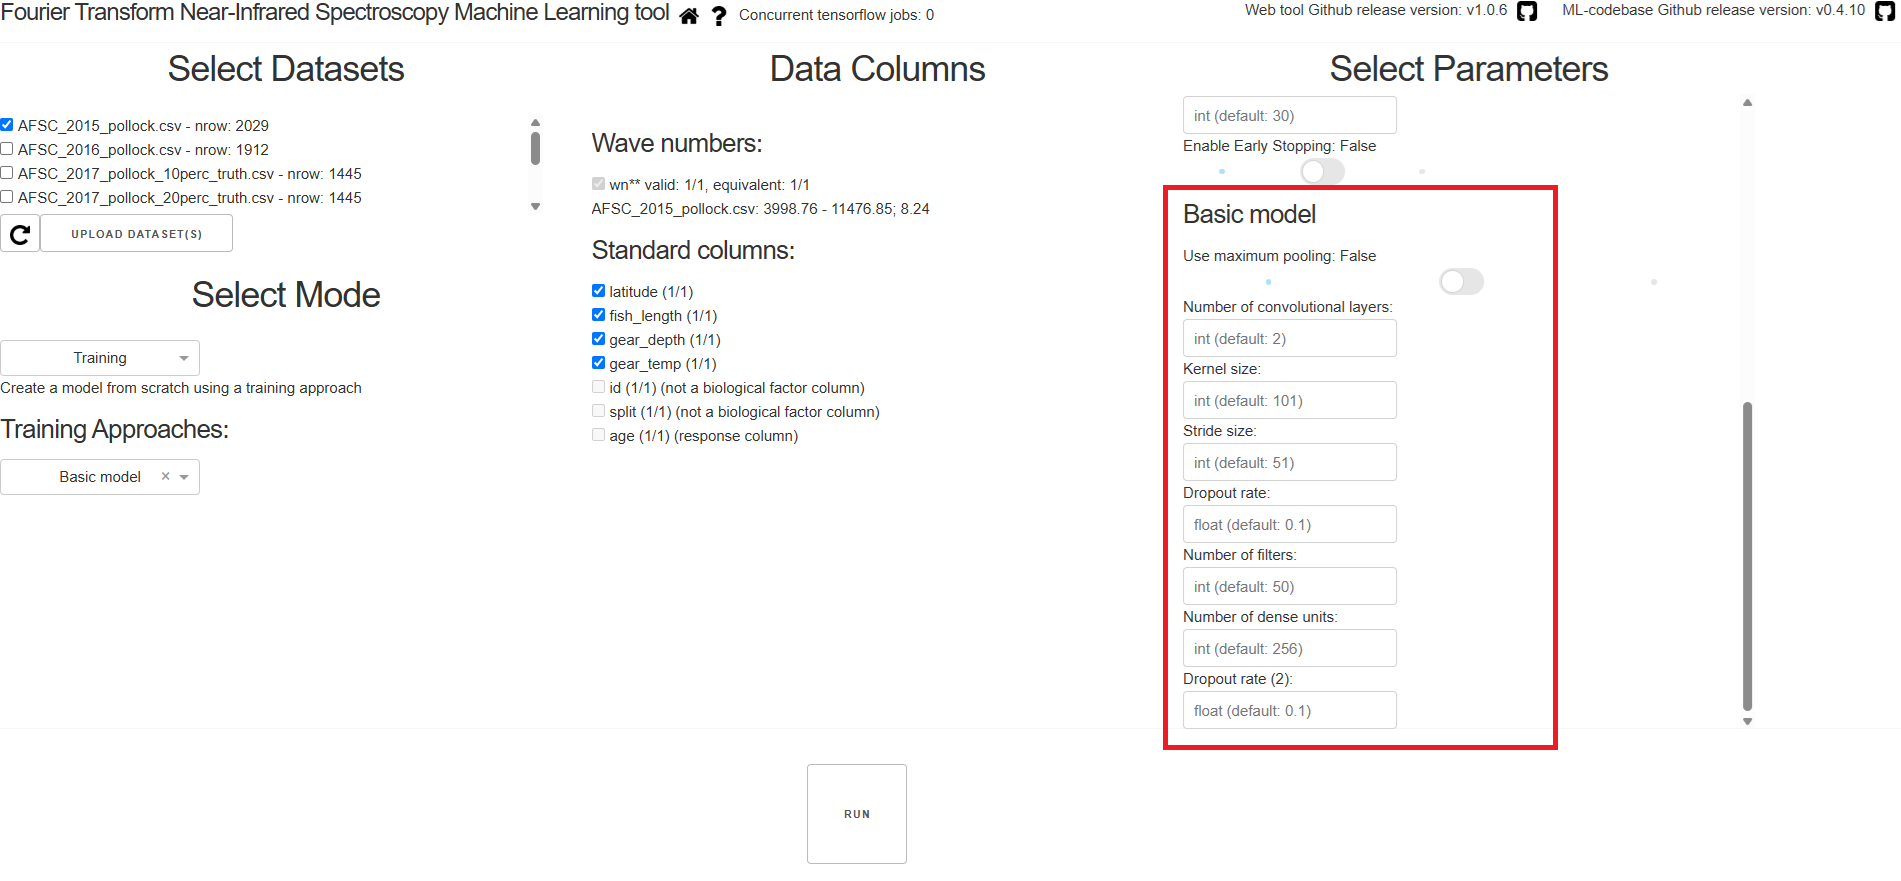 Fourier Transform Near-Infrared Spectroscopy Machine Learning tool
Concurrent tensorflow jobs: 0
Web tool Github release version: v1.0.6
ML-codebase Github release version: v0.4.10
Select Datasets
AFSC_2015_pollock.csv - nrow: 2029
AFSC_2016_pollock.csv - nrow: 1912
AFSC_2017_pollock_10perc_truth.csv - nrow: 1445
AFSC_2017_pollock_20perc_truth.csv - nrow: 1445
UPLOAD DATASET(S)
Select Mode
Training
Create a model from scratch using a training approach
Training Approaches:
Basic model ×
Data Columns
Wave numbers:
wn** valid: 1/1, equivalent: 1/1
AFSC_2015_pollock.csv: 3998.76 - 11476.85; 8.24
Standard columns:
latitude (1/1)
fish_length (1/1)
gear_depth (1/1)
gear_temp (1/1)
id (1/1) (not a biological factor column)
split (1/1) (not a biological factor column)
age (1/1) (response column)
Select Parameters
int (default: 30)
Enable Early Stopping: False
Basic model
Use maximum pooling: False
Number of convolutional layers:
int (default: 2)
Kernel size:
int (default: 101)
Stride size:
int (default: 51)
Dropout rate:
float (default: 0.1)
Number of filters:
int (default: 50)
Number of dense units:
int (default: 256)
Dropout rate (2):
float (default: 0.1)
RUN